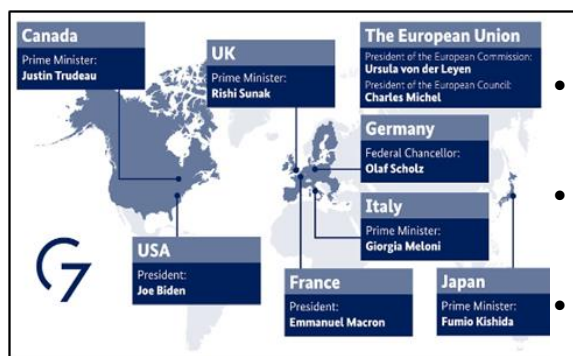 Canada
Prime Minister:
Justin Trudeau
UK
Prime Minister:
Rishi Sunak
The European Union
President of the European Commission:
Ursula von der Leyen
President of the European Council:
Charles Michel
Germany
Federal Chancellor:
Olaf Scholz
Italy
Prime Minister:
Giorgia Meloni
USA
President:
Joe Biden
France
President:
Emmanuel Macron
Japan
Prime Minister:
Fumio Kishida
G7